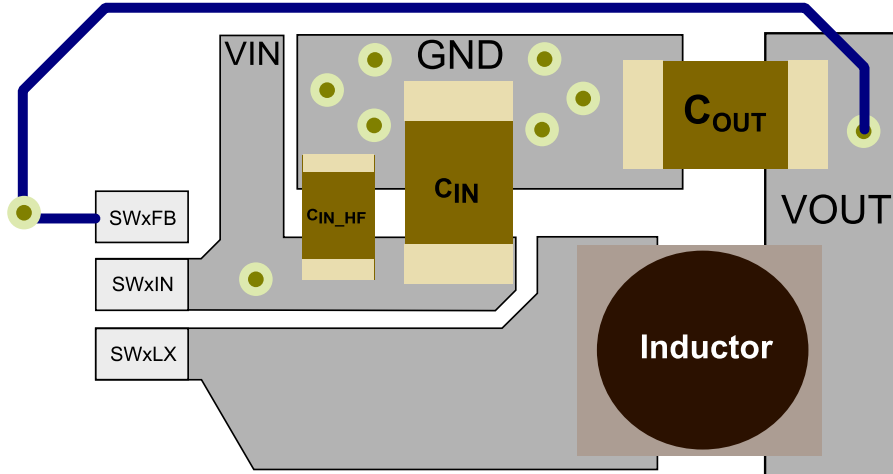 VIN
GND
COUT
CIN
CIN_HF
VOUT
SWxFB
SWxIN
SWxLX
Inductor